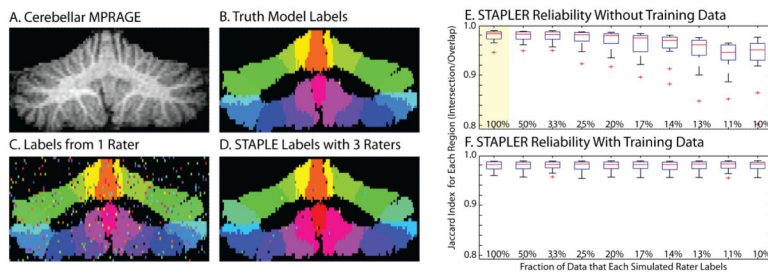 A. Cerebellar MPRAGE
B. Truth Model Labels
C. Labels from 1 Rater
D. STAPLE Labels with 3 Raters
E. STAPLER Reliability Without Training Data
1.0
0.9
0.8
100% 50% 33% 25% 20% 17% 14% 13% 11% 10%
F. STAPLER Reliability With Training Data
1.0
0.9
0.8
100% 50% 33% 25% 20% 17% 14% 13% 11% 10%
Jaccard Index for Each Region (Intersection/Overlap)
Fraction of Data that Each Simulated Rater Labels